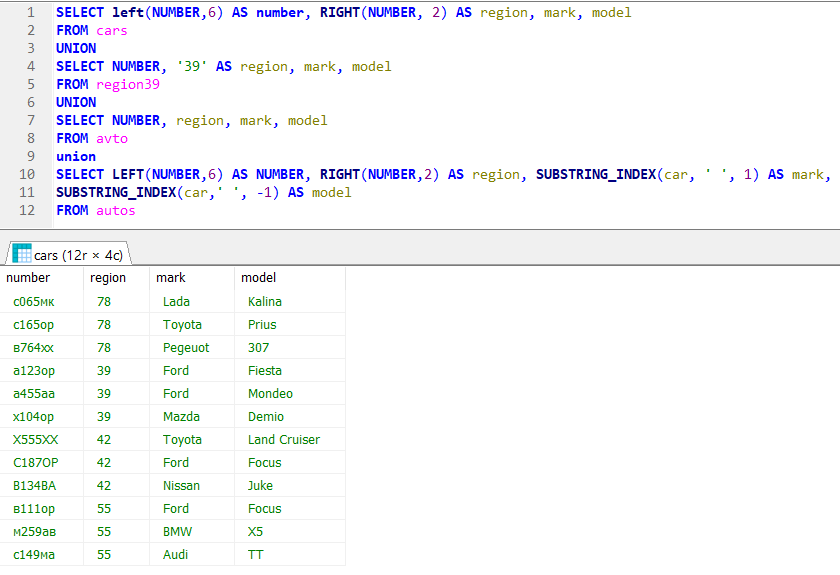 1 SELECT left(NUMBER,6) AS number, RIGHT(NUMBER, 2) AS region, mark, model
2 FROM cars
3 UNION
4 SELECT NUMBER, '39' AS region, mark, model
5 FROM region39
6 UNION
7 SELECT NUMBER, region, mark, model
8 FROM avto
9 union
10 SELECT LEFT(NUMBER,6) AS NUMBER, RIGHT(NUMBER,2) AS region, SUBSTRING_INDEX(car, ' ', 1) AS mark,
11 SUBSTRING_INDEX(car,' ', -1) AS model
12 FROM autos
cars (12r × 4c)
number region mark model
с065мк 78 Lada Kalina
с165ор 78 Toyota Prius
в764хх 78 Pegeuot 307
а123ор 39 Ford Fiesta
а455аа 39 Ford Mondeo
х104ор 39 Mazda Demio
Х555ХХ 42 Toyota Land Cruiser
С187ОР 42 Ford Focus
В134ВА 42 Nissan Juke
в111ор 55 Ford Focus
м259ав 55 BMW X5
с149ма 55 Audi TT